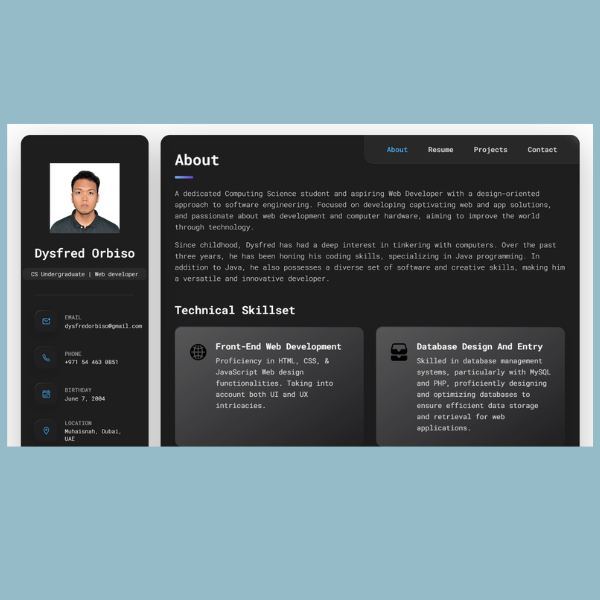 Dysfred Orbiso
CS Undergraduate | Web developer
EMAIL
dysfredorbiso@gmail.com
PHONE
+971 54 463 8851
BIRTHDAY
June 7, 2004
LOCATION
Muhaisnah, Dubai,
UAE
About
Resume
Projects
Contact
About
A dedicated Computing Science student and aspiring Web Developer with a design-oriented
approach to software engineering. Focused on developing captivating web and app solutions,
and passionate about web development and computer hardware, aiming to improve the world
through technology.
Since childhood, Dysfred has had a deep interest in tinkering with computers. Over the past
three years, he has been honing his coding skills, specializing in Java programming. In
addition to Java, he also possesses a diverse set of software and creative skills, making him
a versatile and innovative developer.
Technical Skillset
Front-End Web Development
Proficiency in HTML, CSS, &
JavaScript Web design
functionalities. Taking into
account both UI and UX
intricacies.
Database Design And Entry
Skilled in database management
systems, particularly with MySQL
and PHP, proficiently designing
and optimizing databases to
ensure efficient data storage
and retrieval for web
applications.